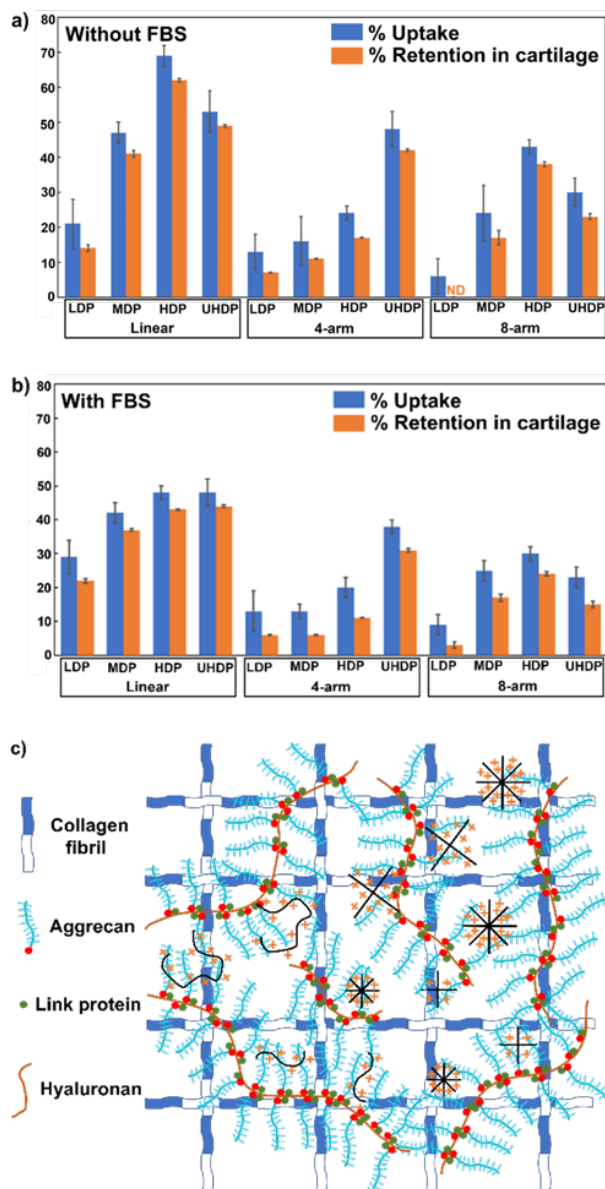 a)
Without FBS
% Uptake
% Retention in cartilage
80
70
60
50
40
30
20
10
0
ND
LDP MDP HDP UHDP LDP MDP HDP UHDP LDP MDP HDP UHDP
Linear 4-arm 8-arm
b)
With FBS
% Uptake
% Retention in cartilage
80
70
60
50
40
30
20
10
0
LDP MDP HDP UHDP LDP MDP HDP UHDP LDP MDP HDP UHDP
Linear 4-arm 8-arm
c)
Collagen
fibril
Aggrecan
Link protein
Hyaluronan